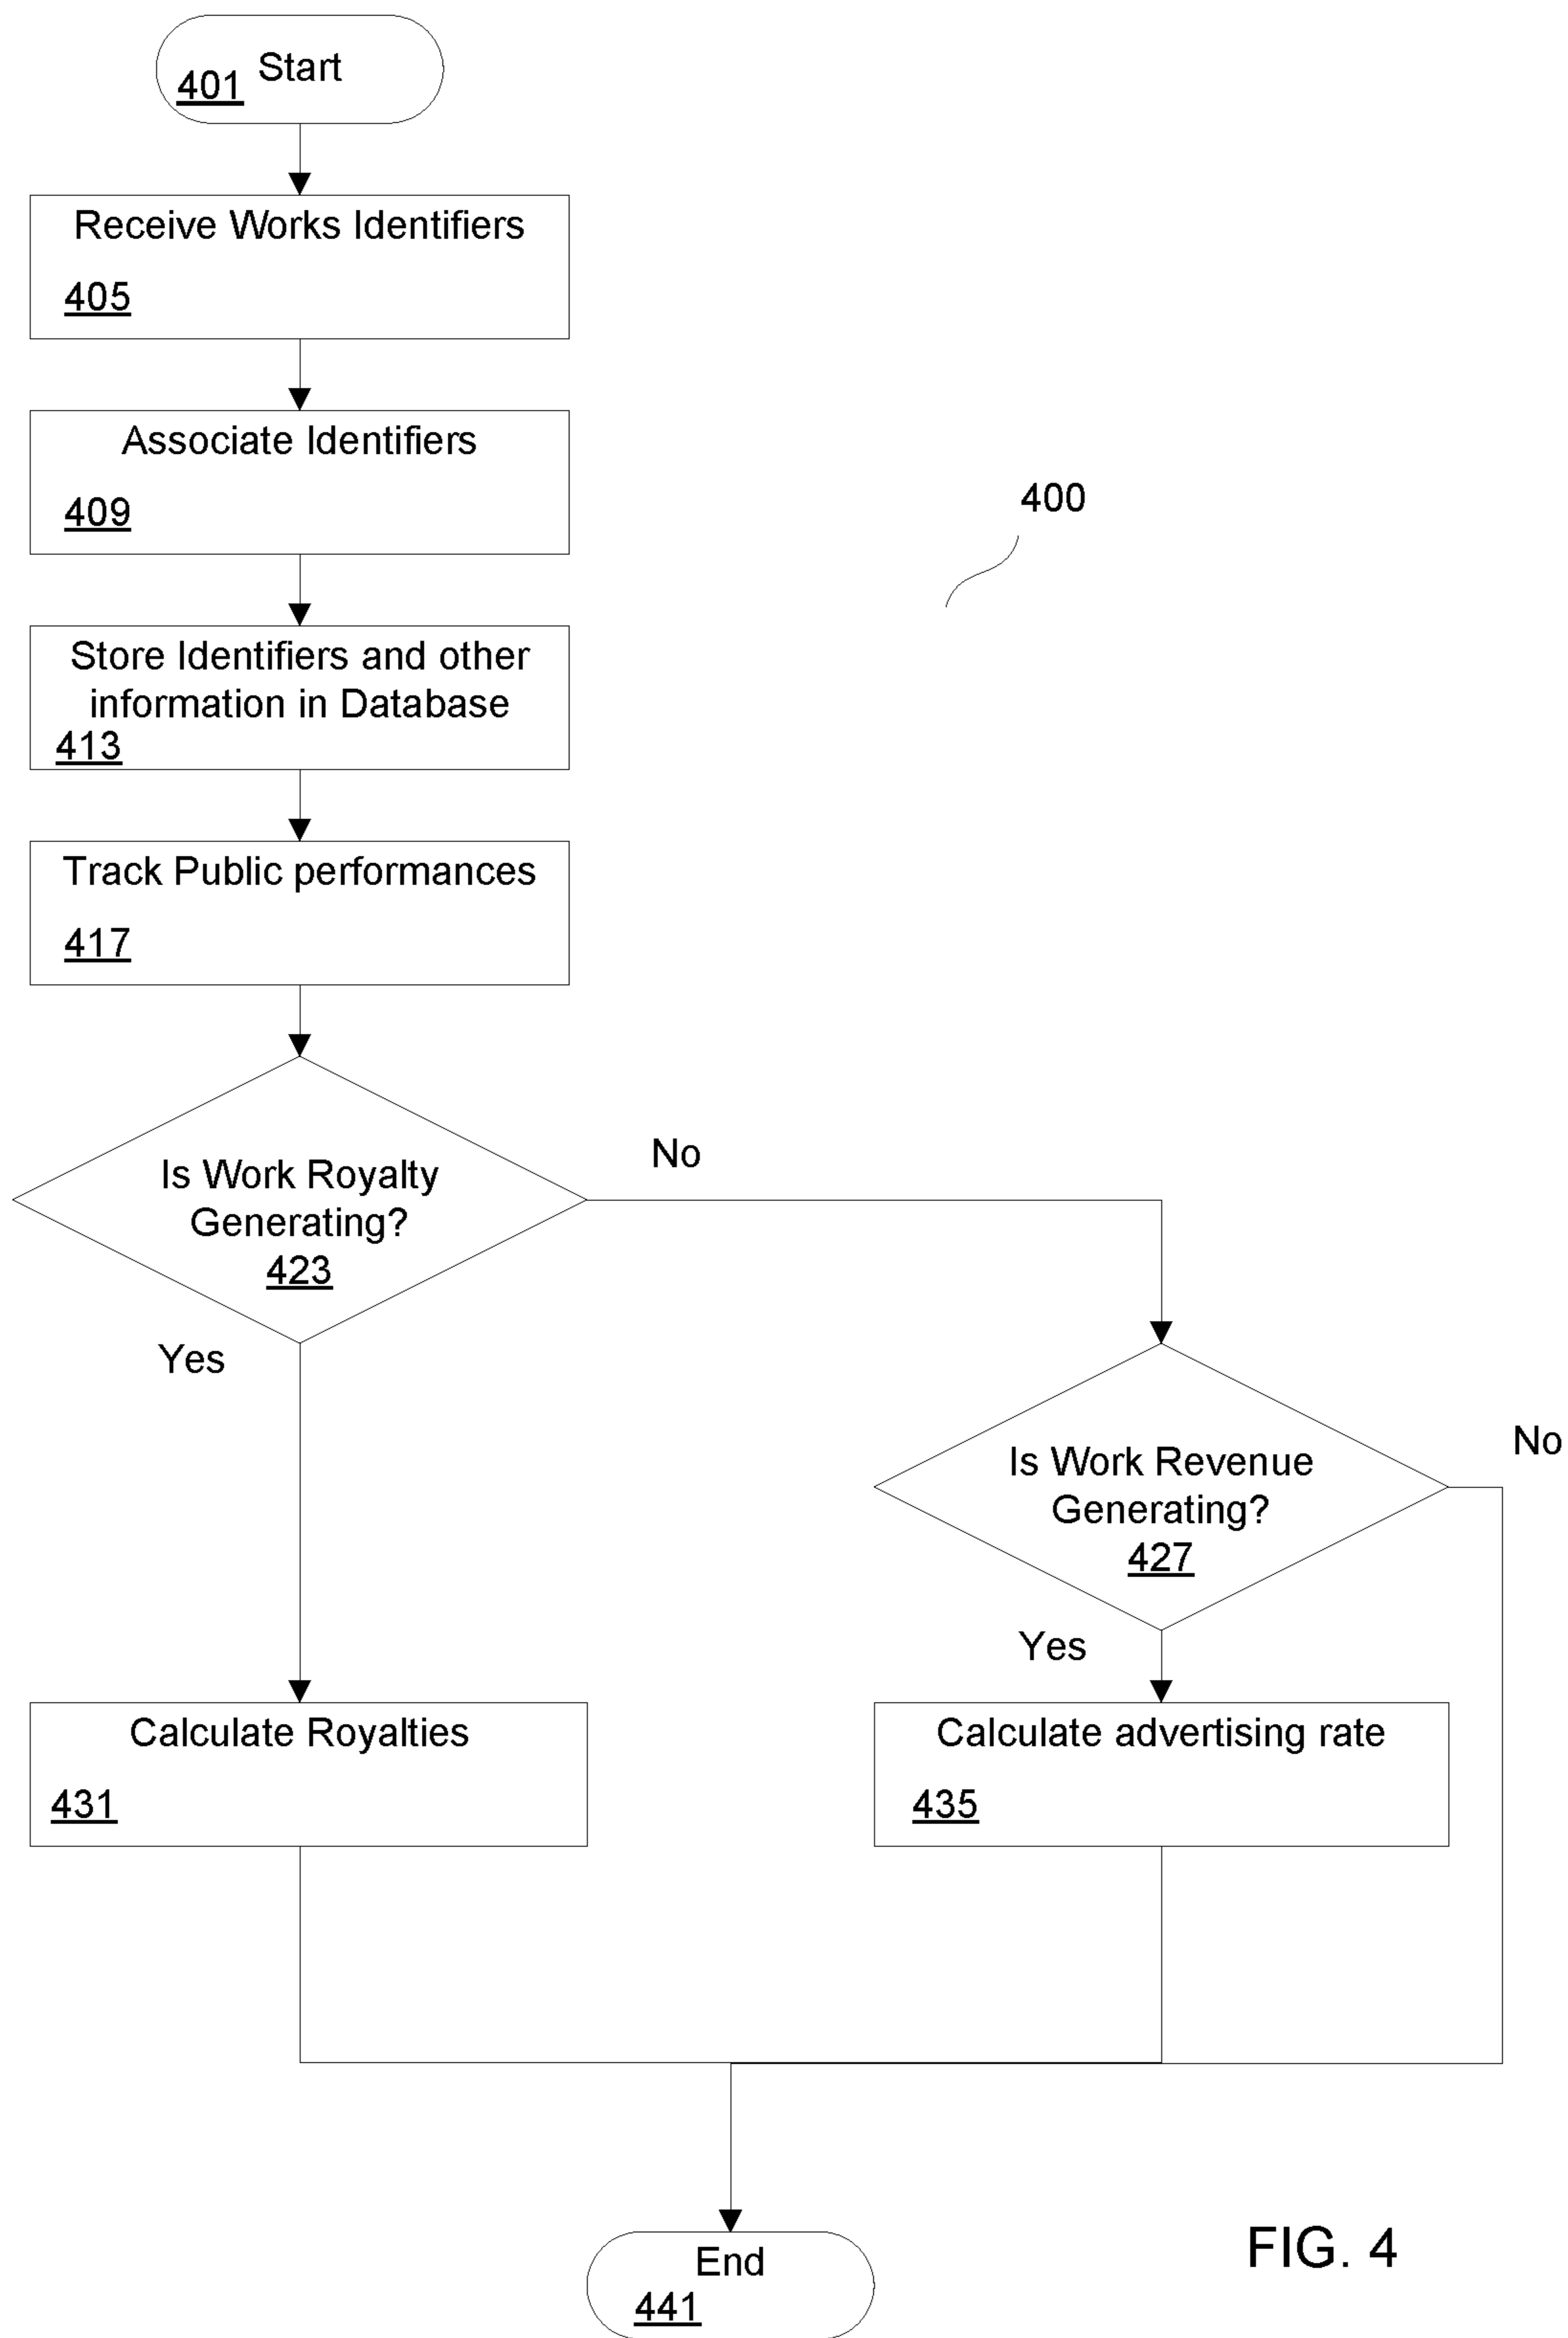 Start
401
Receive Works Identifiers
405
Associate Identifiers
409
400
Store Identifiers and other
information in Database
413
Track Public performances
417
Is Work Royalty
Generating?
423
No
Yes
Is Work Revenue
Generating?
427
No
Yes
Calculate Royalties
431
Calculate advertising rate
435
End
441
FIG. 4